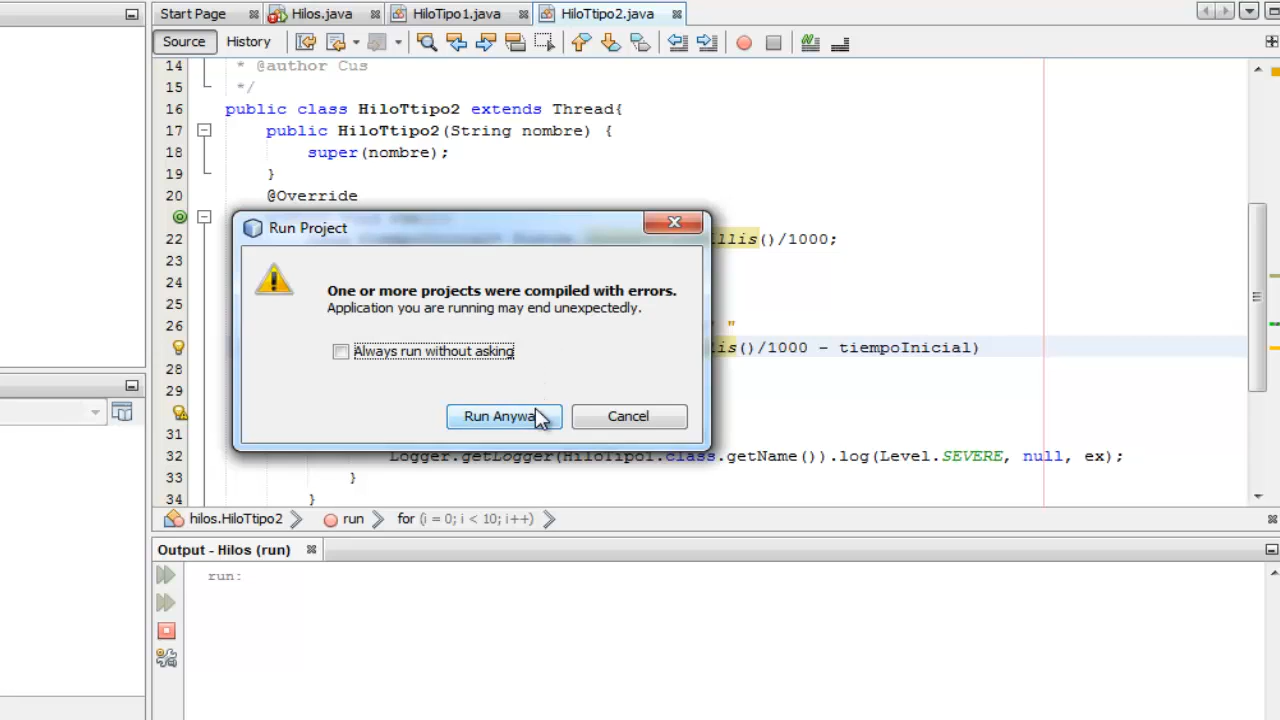 Start Page Hilos.java HiloTipo1.java HiloTtipo2.java
Source History
14 * @author Cus
15 */
16 public class HiloTtipo2 extends Thread{
17 public HiloTtipo2(String nombre) {
18 super(nombre);
19 }
20 @Override
Run Project
22 llis()/1000;
23
24
One or more projects were compiled with errors.
Application you are running may end unexpectedly.
25
26 "
Always run without asking
is()/1000 - tiempoInicial)
28
29
Run Anywa Cancel
31
32 Logger.getLogger(HiloTipo1.class.getName()).log(Level.SEVERE, null, ex);
33 }
34 }
hilos.HiloTtipo2 run for (i = 0; i < 10; i++)
Output - Hilos (run)
run: